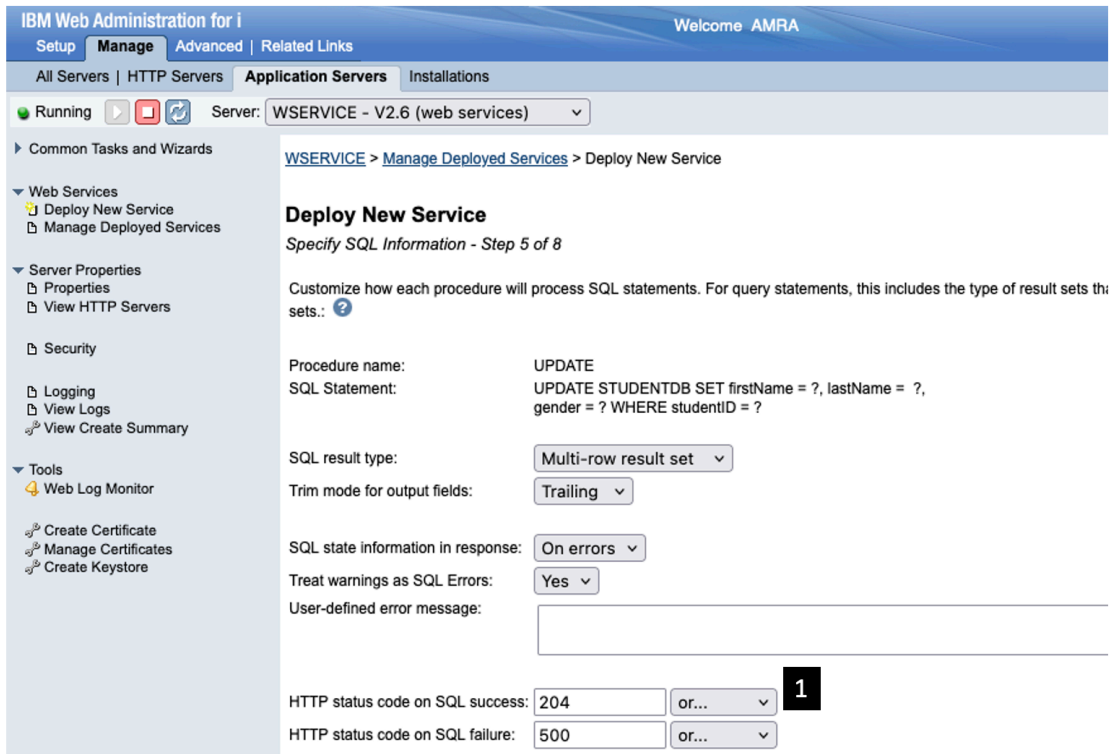 IBM Web Administration for i
Welcome AMRA
Setup Manage Advanced | Related Links
All Servers | HTTP Servers Application Servers Installations
Running Server: WSERVICE - V2.6 (web services)
Common Tasks and Wizards
Web Services
Deploy New Service
Manage Deployed Services
Server Properties
Properties
View HTTP Servers
Security
Logging
View Logs
View Create Summary
Tools
Web Log Monitor
Create Certificate
Manage Certificates
Create Keystore
WSERVICE > Manage Deployed Services > Deploy New Service
Deploy New Service
Specify SQL Information - Step 5 of 8
Customize how each procedure will process SQL statements. For query statements, this includes the type of result sets
sets.: ?
Procedure name: UPDATE
SQL Statement: UPDATE STUDENTDB SET firstName = ?, lastName = ?,
gender = ? WHERE studentID = ?
SQL result type: Multi-row result set
Trim mode for output fields: Trailing
SQL state information in response: On errors
Treat warnings as SQL Errors: Yes
User-defined error message:
1
HTTP status code on SQL success: 204 or...
HTTP status code on SQL failure: 500 or...